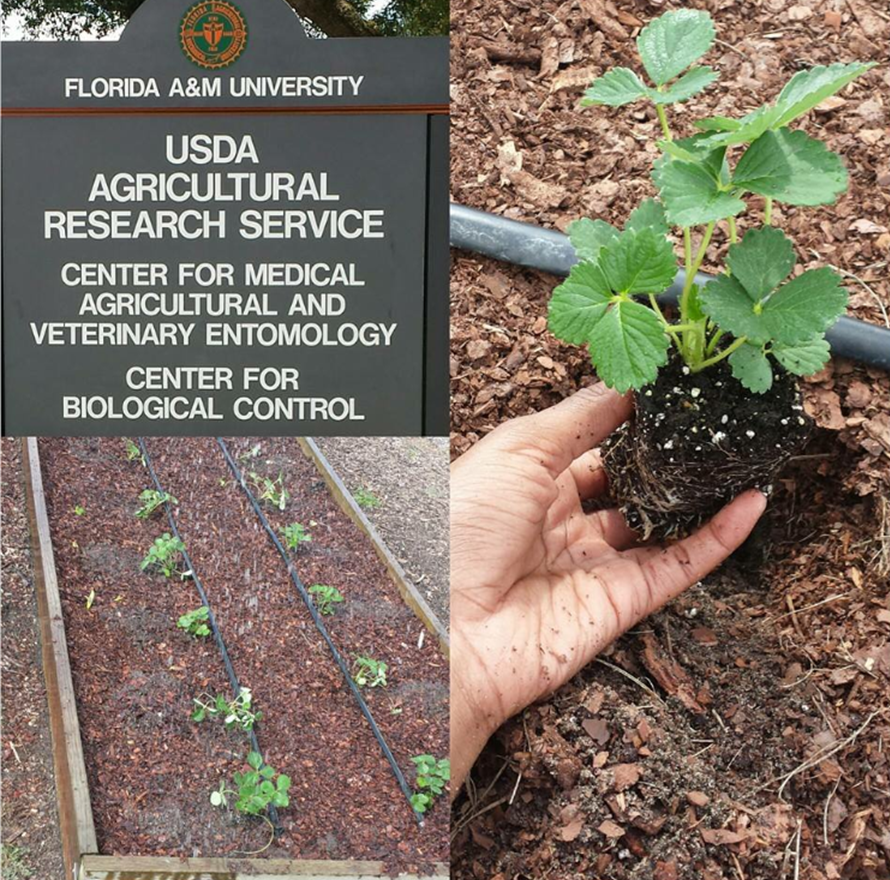 FLORIDA A&M UNIVERSITY
USDA
AGRICULTURAL
RESEARCH SERVICE
CENTER FOR MEDICAL
AGRICULTURAL AND
VETERINARY ENTOMOLOGY
CENTER FOR
BIOLOGICAL CONTROL